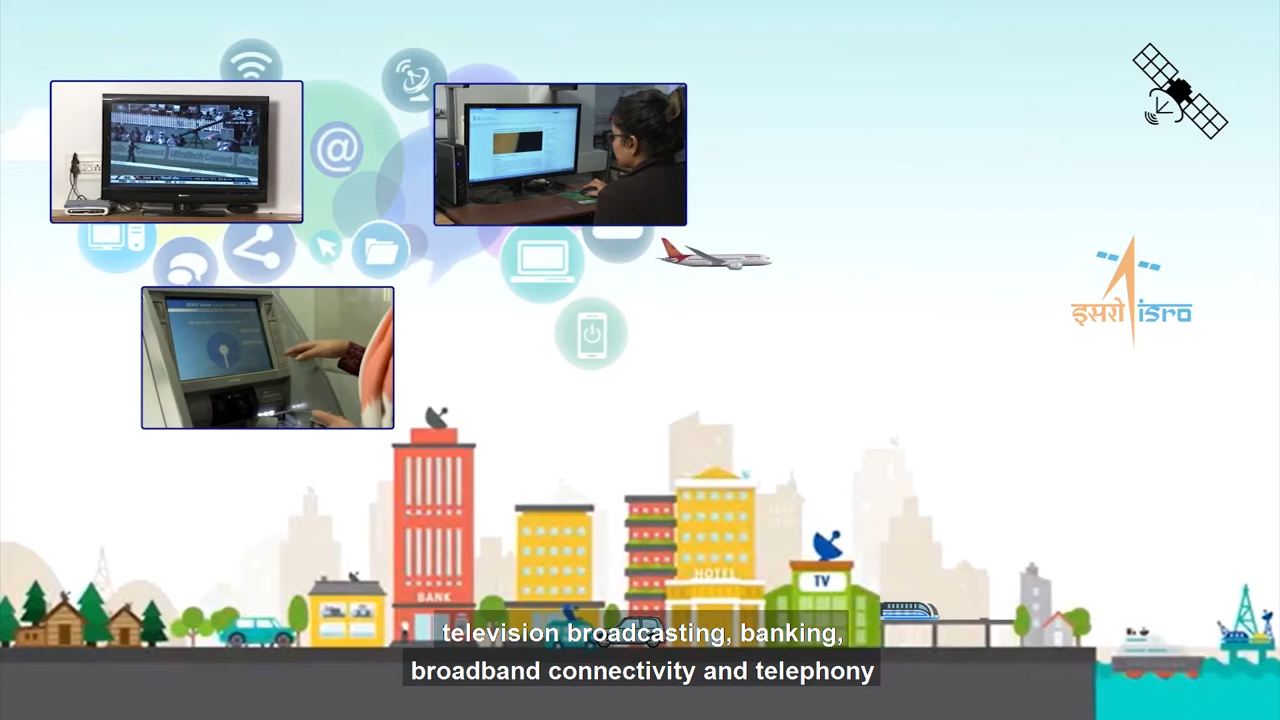 @
इसरो isro
BANK
HOTEL
TV
television broadcasting, banking,
broadband connectivity and telephony